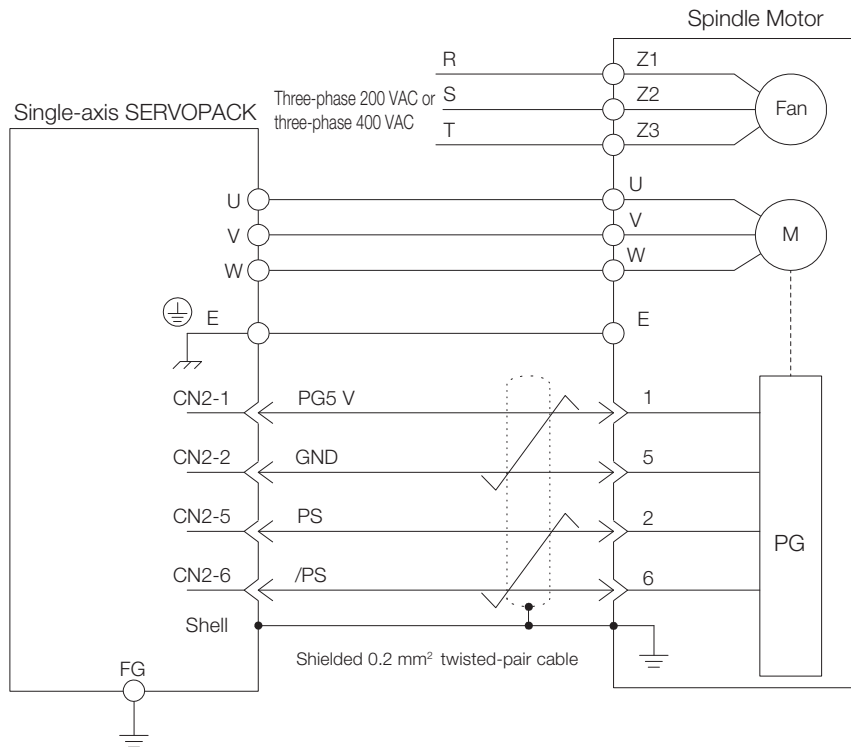 Spindle Motor
R
Z1
Three-phase 200 VAC or
three-phase 400 VAC
S
Z2
Fan
T
Z3
Single-axis SERVOPACK
U
U
V
V
M
W
W
E
E
CN2-1
PG5 V
1
CN2-2
GND
5
CN2-5
PS
2
PG
CN2-6
/PS
6
Shell
Shielded 0.2 mm² twisted-pair cable
FG